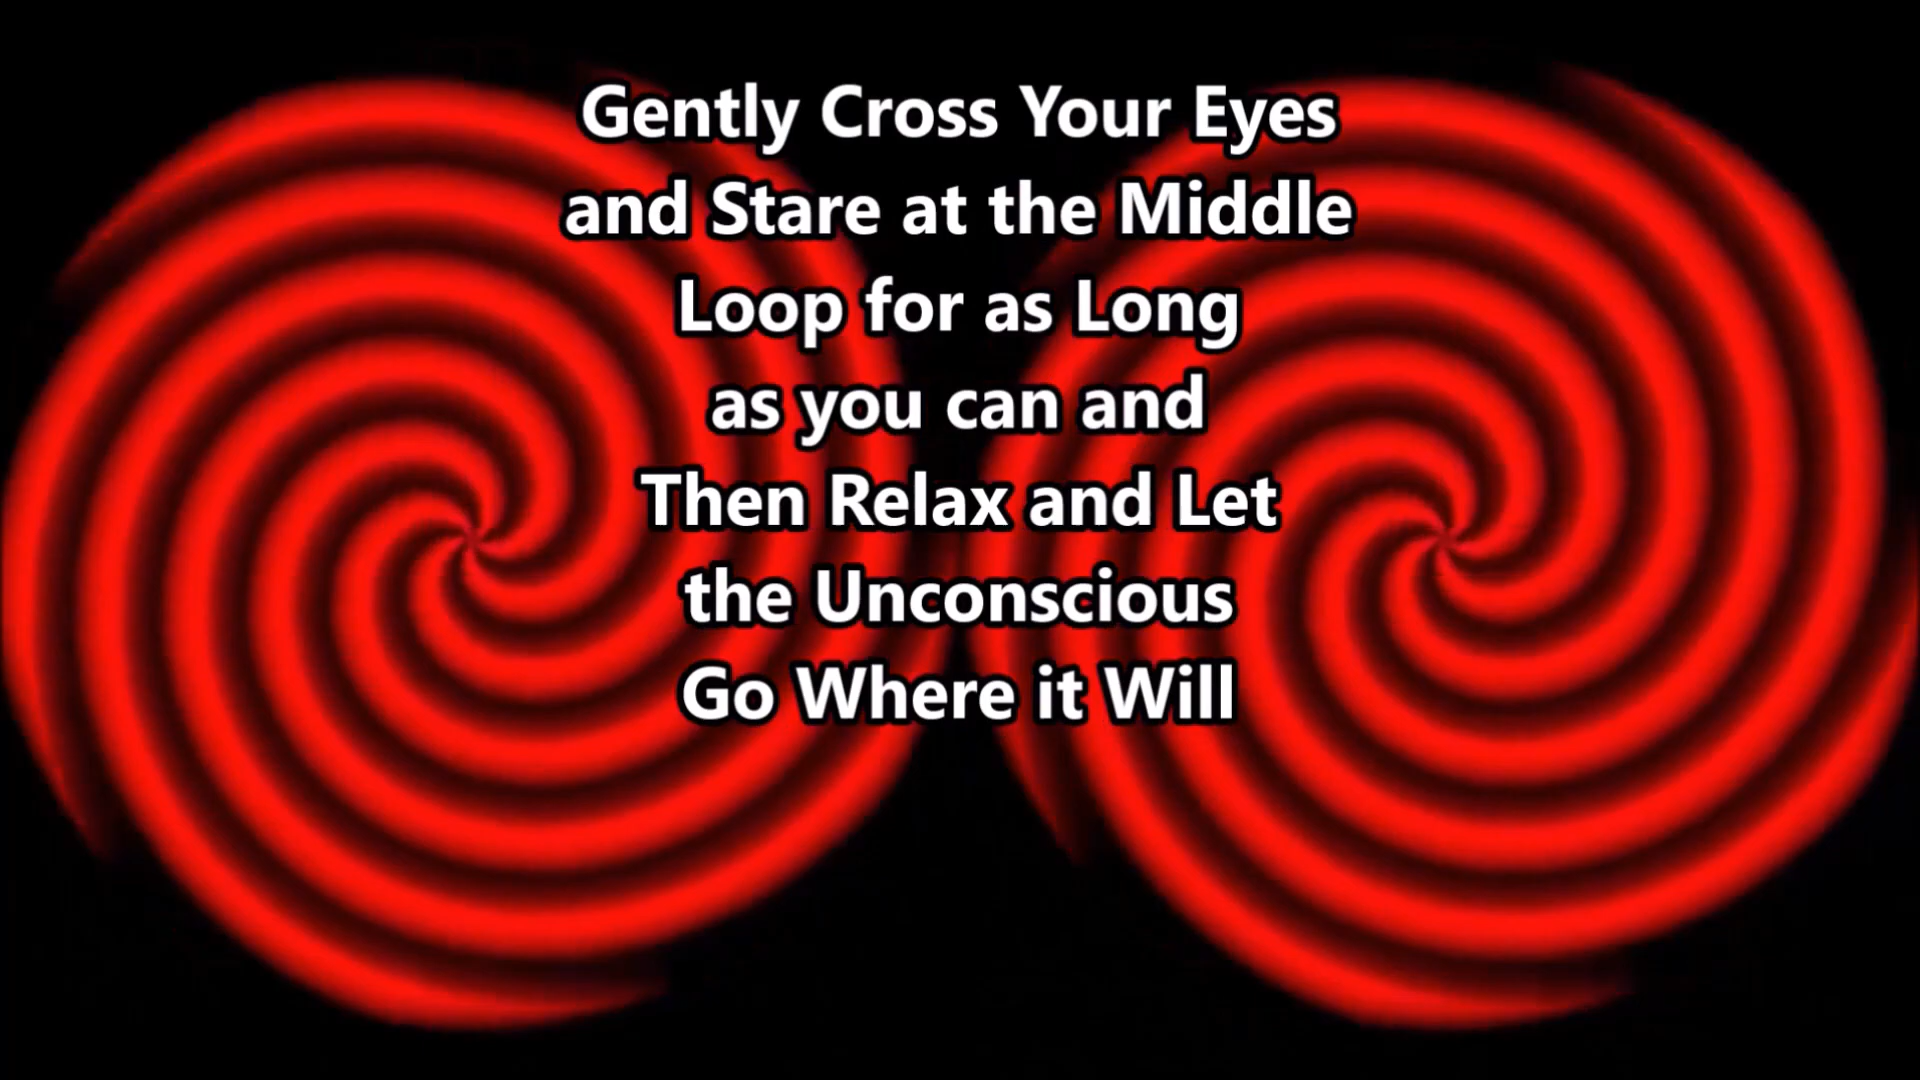 Gently Cross Your Eyes
and Stare at the Middle
Loop for as Long
as you can and
Then Relax and Let
the Unconscious
Go Where it Will